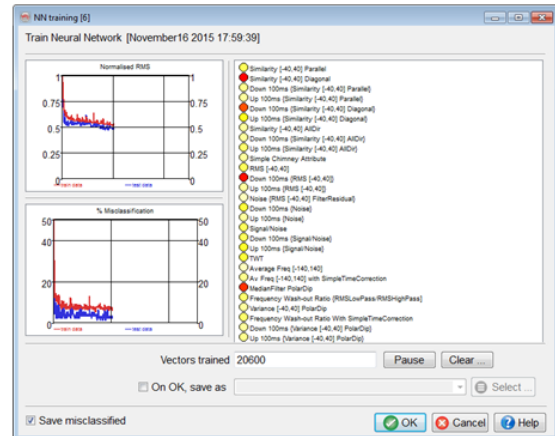 NN training [6]
Train Neural Network [November16 2015 17:59:39]
Normalised RMS
1 1
0.75 0.75
0.5 0.5
0.25 0.25
0 0
train data test data
% Misclassification
50 50
40 40
20 20
0 0
train data test data
Similarity [-40,40] Parallel
Similarity [-40,40] Diagonal
Down 100ms {Similarity [-40,40] Parallel}
Up 100ms {Similarity [-40,40] Parallel}
Down 100ms {Similarity [-40,40] Diagonal}
Up 100ms {Similarity [-40,40] Diagonal}
Similarity [-40,40] AllDir
Down 100ms {Similarity [-40,40] AllDir}
Up 100ms {Similarity [-40,40] AllDir}
Simple Chimney Attribute
RMS [-40,40]
Down 100ms {RMS [-40,40]}
Up 100ms {RMS [-40,40]}
Noise {RMS [-40,40] FilterResidual}
Down 100ms {Noise}
Up 100ms {Noise}
Signal/Noise
Down 100ms {Signal/Noise}
Up 100ms {Signal/Noise}
TWT
Average Freq [-140,140]
Av Freq [-140,140] with SimpleTimeCorrection
MedianFilter PolarDip
Frequency Wash-out Ratio {RMSLowPass/RMSHighPass}
Variance [-40,40] PolarDip
Frequency Wash-out Ratio With SimpleTimeCorrection
Down 100ms {Variance [-40,40] PolarDip}
Up 100ms {Variance [-40,40] PolarDip}
Vectors trained 20600 Pause Clear ...
On OK, save as Select ...
Save misclassified OK Cancel Help